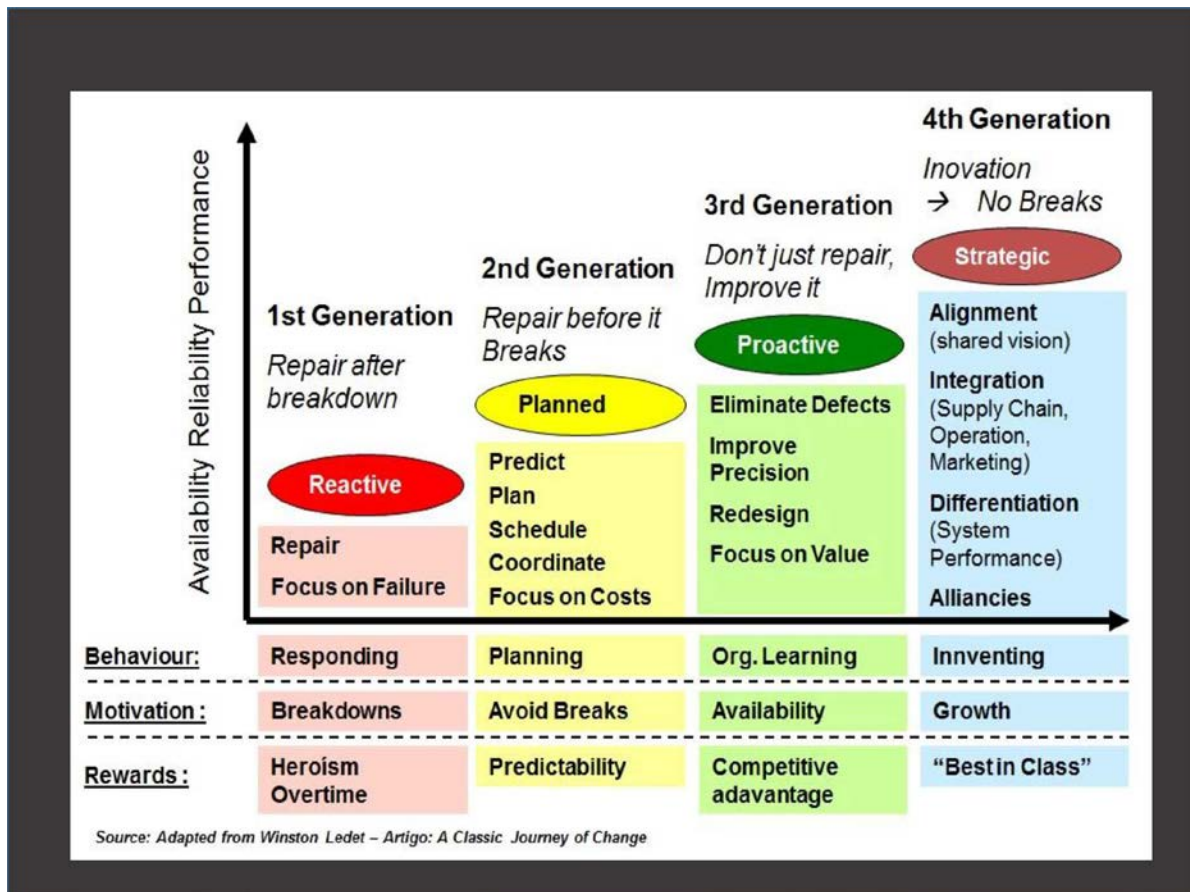 Availability Reliability Performance
1st Generation
Repair after
breakdown
Reactive
Repair
Focus on Failure
2nd Generation
Repair before it
Breaks
Planned
Predict
Plan
Schedule
Coordinate
Focus on Costs
3rd Generation
Don't just repair,
Improve it
Proactive
Eliminate Defects
Improve
Precision
Redesign
Focus on Value
4th Generation
Inovation
→ No Breaks
Strategic
Alignment
(shared vision)
Integration
(Supply Chain,
Operation,
Marketing)
Differentiation
(System
Performance)
Alliancies
Behaviour: Responding Planning Org. Learning Innventing
Motivation : Breakdowns Avoid Breaks Availability Growth
Rewards : Heroísm Predictability Competitive "Best in Class"
Overtime adavantage
Source: Adapted from Winston Ledet – Artigo: A Classic Journey of Change